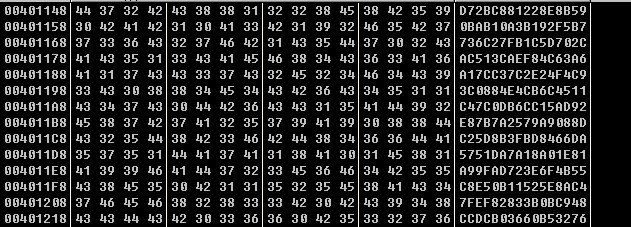 00401148 44 37 32 42 43 38 38 31 32 32 38 45 38 42 35 39 D72BC881228E8B59
00401158 30 42 41 42 31 30 41 33 42 31 39 32 46 35 42 37 0BAB10A3B192F5B7
00401168 37 33 36 43 32 37 46 42 31 43 35 44 37 30 32 43 736C27FB1C5D702C
00401178 41 43 35 31 33 43 41 45 46 38 34 43 36 33 41 36 AC513CAEF84C63A6
00401188 41 31 37 43 43 33 37 43 32 45 32 34 46 34 43 39 A17CC37C2E24F4C9
00401198 33 43 30 38 38 34 45 34 43 42 36 43 34 35 31 31 3C0884E4CB6C4511
004011A8 43 34 37 43 30 44 42 36 43 43 31 35 41 44 39 32 C47C0DB6CC15AD92
004011B8 45 38 37 42 37 41 32 35 37 39 41 39 30 38 38 44 E87B7A2579A9088D
004011C8 43 32 35 44 38 42 33 46 42 44 38 34 36 36 44 41 C25D8B3FBD8466DA
004011D8 35 37 35 31 44 41 37 41 31 38 41 30 31 45 38 31 5751DA7A18A01E81
004011E8 41 39 39 46 41 44 37 32 33 45 36 46 34 42 35 35 A99FAD723E6F4B55
004011F8 43 38 45 35 30 42 31 31 35 32 35 45 38 41 43 34 C8E50B11525E8AC4
00401208 37 46 45 46 38 32 38 33 33 42 30 42 43 39 34 38 7FEF82833B0BC948
00401218 43 43 44 43 42 30 33 36 36 30 42 35 33 32 37 36 CCDCB03660B53276